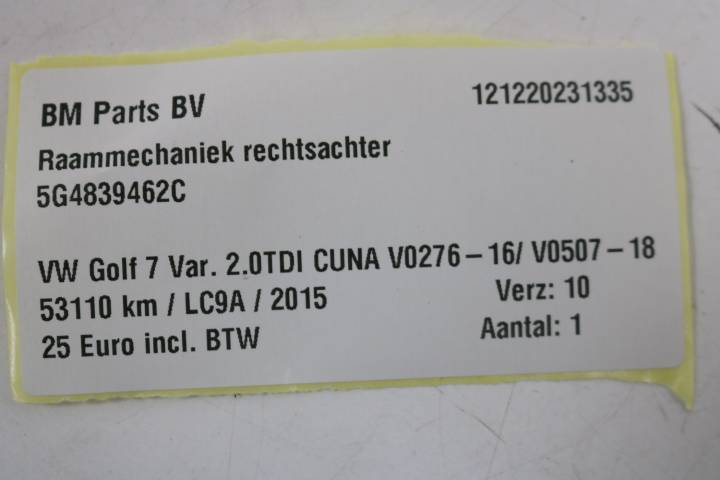 BM Parts BV 121220231335
Raammechaniek rechtsachter
5G4839462C
VW Golf 7 Var. 2.0TDI CUNA V0276-16/ V0507-18
53110 km / LC9A / 2015 Verz: 10
25 Euro incl. BTW Aantal: 1